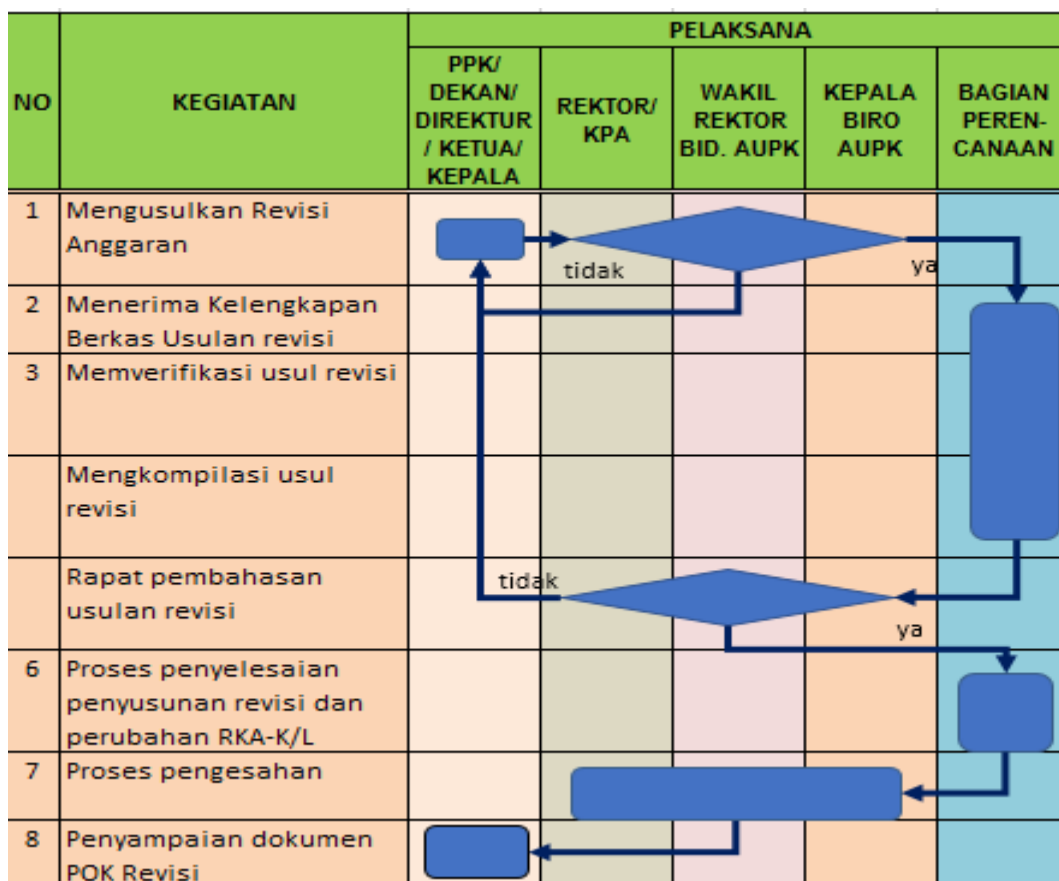 NO
KEGIATAN
PELAKSANA
PPK/
DEKAN/
DIREKTUR
/ KETUA/
KEPALA
REKTOR/
KPA
WAKIL
REKTOR
BID. AUPK
KEPALA
BIRO
AUPK
BAGIAN
PEREN-
CANAAN
1
Mengusulkan Revisi
Anggaran
tidak
ya
2
Menerima Kelengkapan
Berkas Usulan revisi
3
Memverifikasi usul revisi
Mengkompilasi usul
revisi
Rapat pembahasan
usulan revisi
tidak
ya
6
Proses penyelesaian
penyusunan revisi dan
perubahan RKA-K/L
7
Proses pengesahan
8
Penyampaian dokumen
POK Revisi